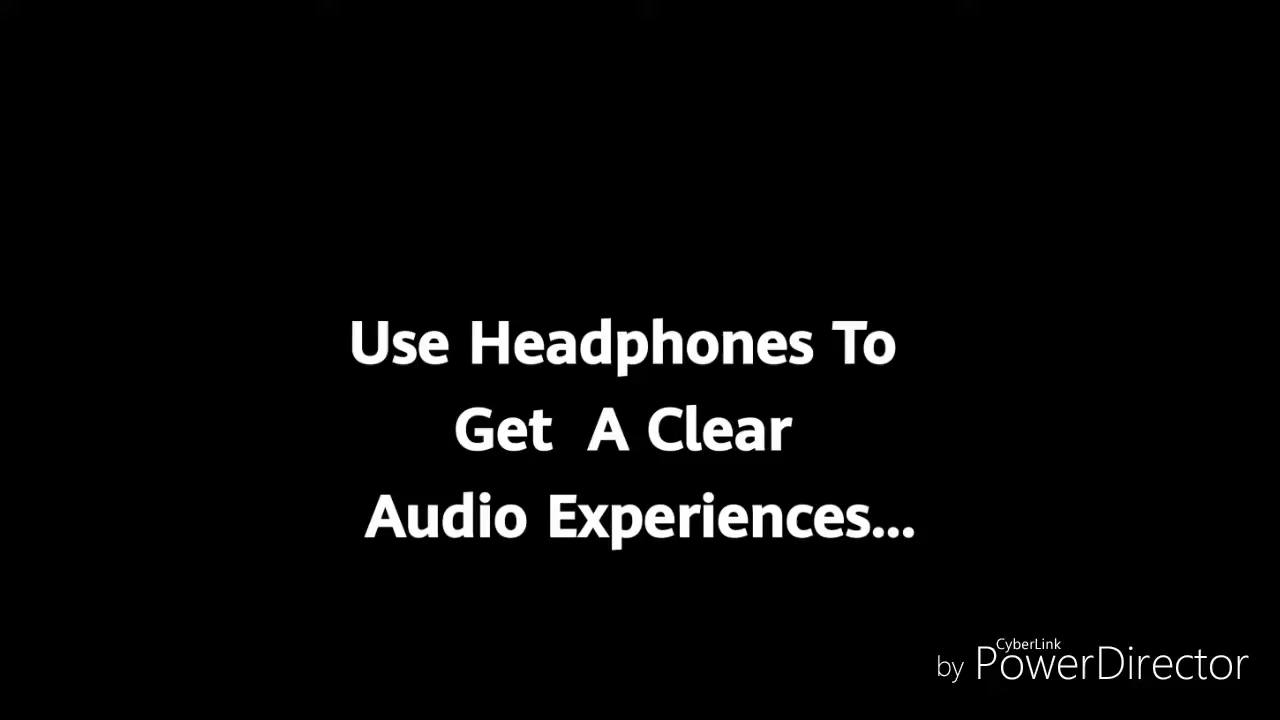 Use Headphones To
Get  A Clear
Audio Experiences...
CyberLink
by PowerDirector